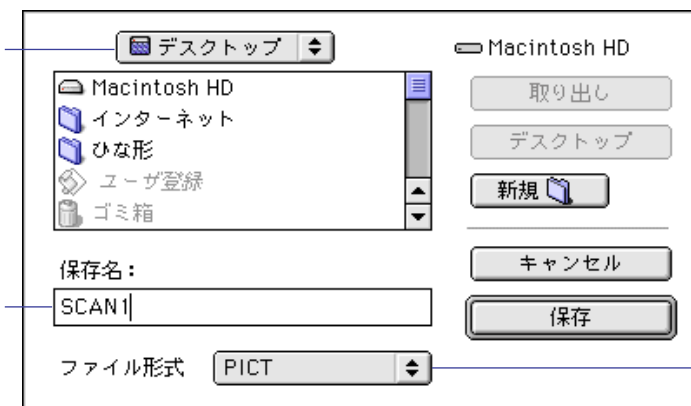 デスクトップ
Macintosh HD
Macintosh HD
インターネット
ひな形
ユーザ登録
ゴミ箱
取り出し
デスクトップ
新規
キャンセル
保存
保存名：
SCAN1
ファイル形式 PICT